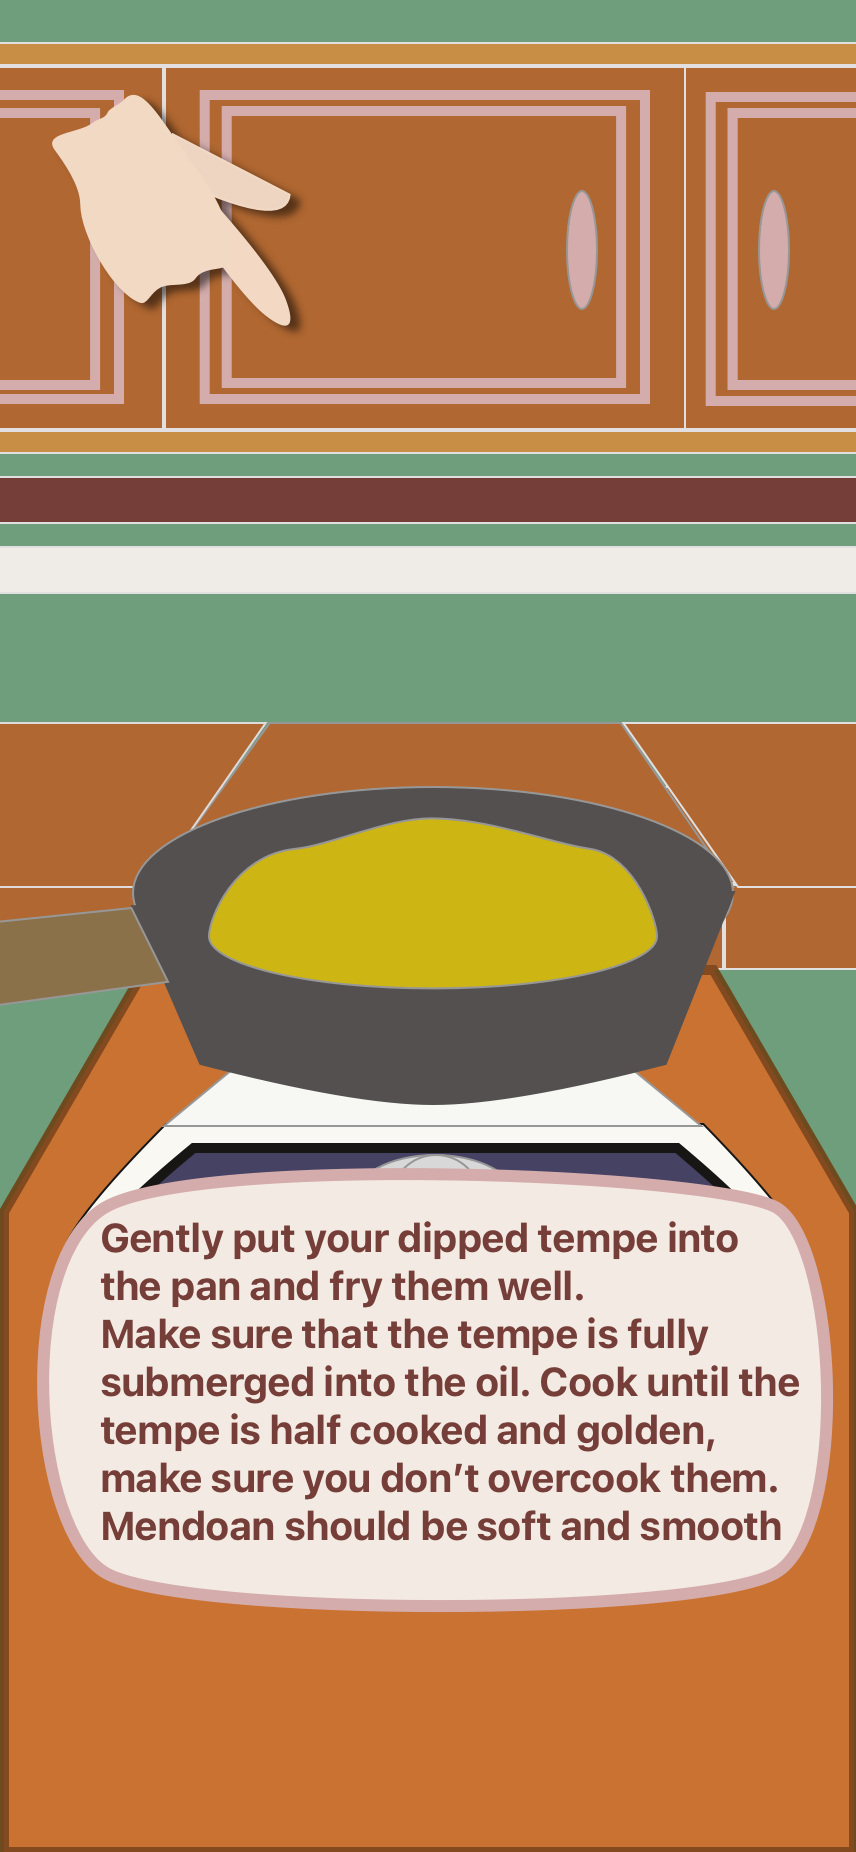 Gently put your dipped tempe into
the pan and fry them well.
Make sure that the tempe is fully
submerged into the oil. Cook until the
tempe is half cooked and golden,
make sure you don’t overcook them.
Mendoan should be soft and smooth